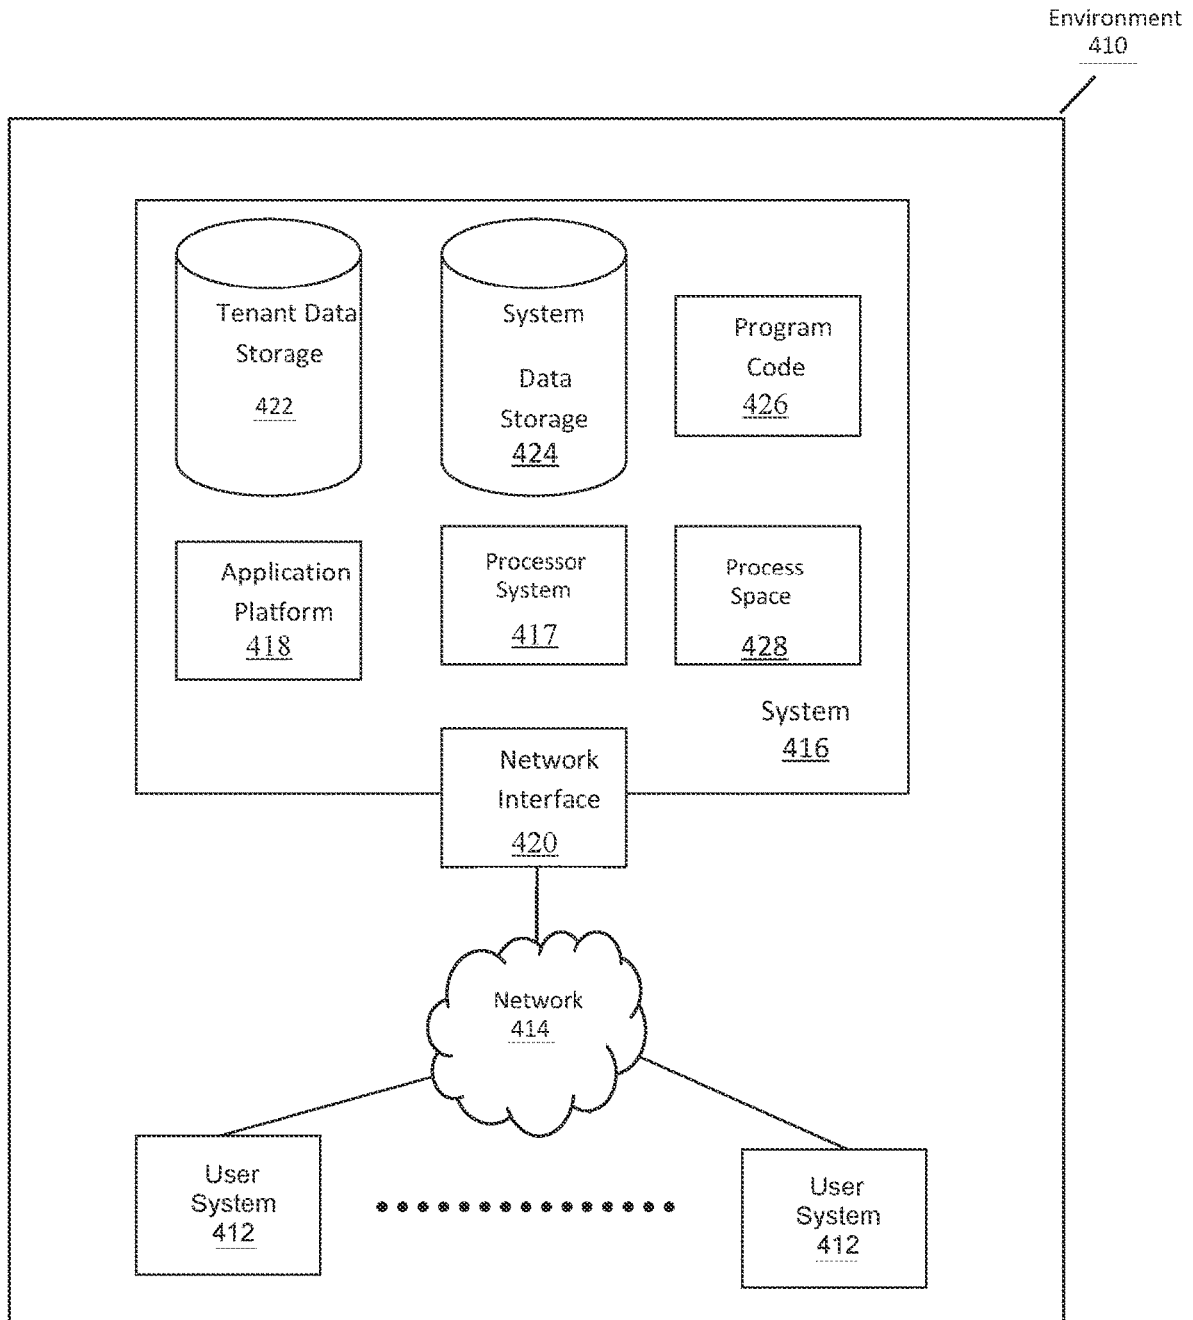 Environment
410
Tenant Data
Storage
422
System
Data
Storage
424
Program
Code
426
Application
Platform
418
Processor
System
417
Process
Space
428
System
416
Network
Interface
420
Network
414
User
System
412
User
System
412